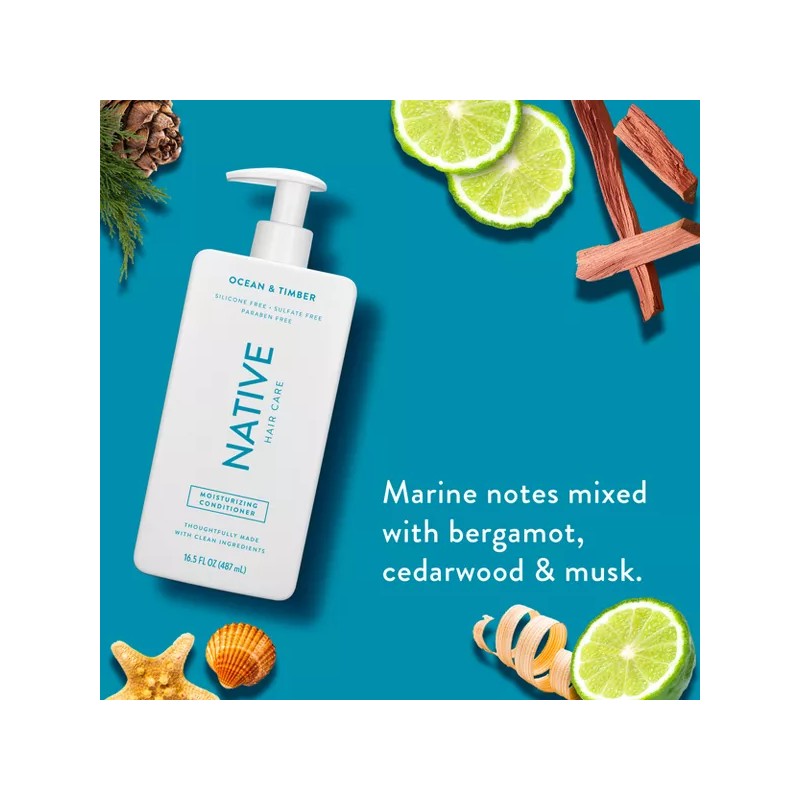 OCEAN & TIMBER
SILICONE FREE • SULFATE FREE
PARABEN FREE
NATIVE
HAIR CARE
MOISTURIZING
CONDITIONER
THOUGHTFULLY MADE
WITH CLEAN INGREDIENTS
16.5 FL OZ (487 mL)
Marine notes mixed
with bergamot,
cedarwood & musk.